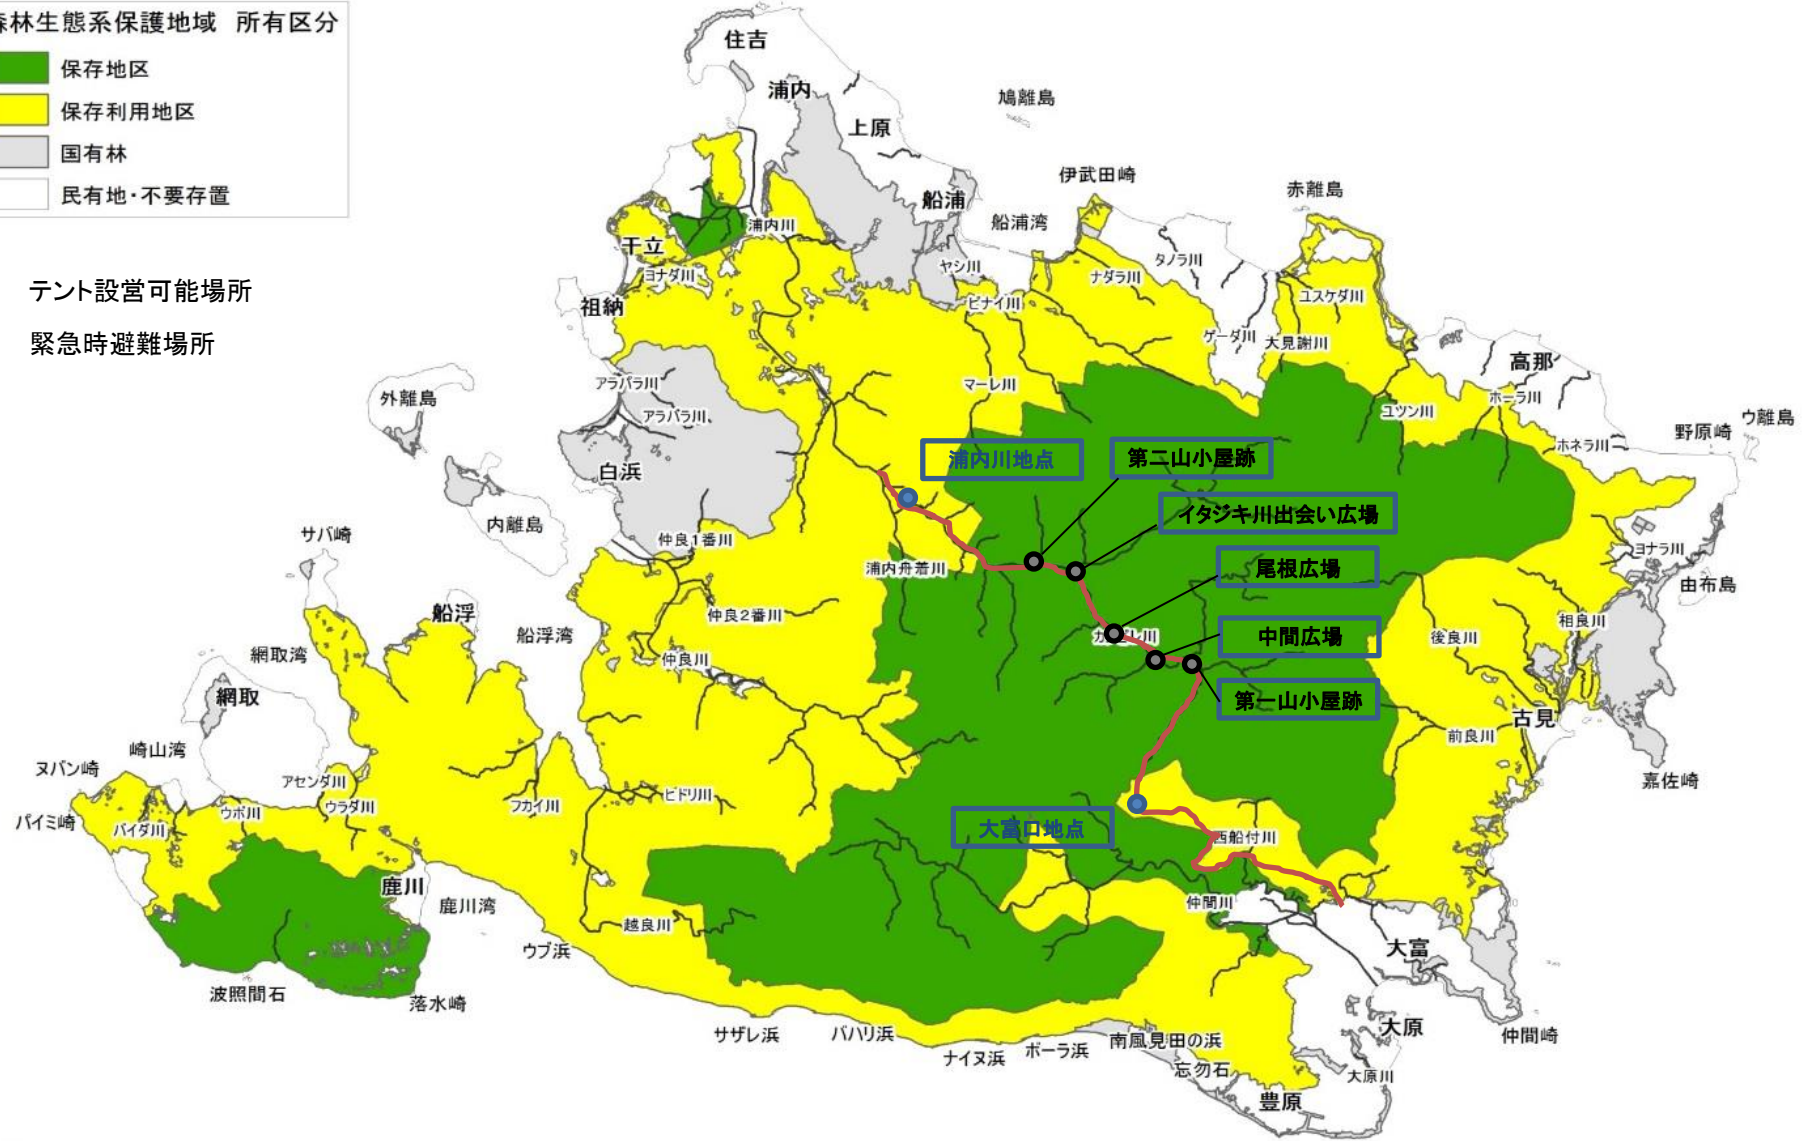 森林生態系保護地域 所有区分
保存地区
保存利用地区
国有林
民有地・不要存置
テント設営可能場所
緊急時避難場所
住吉
浦内
上原
鳩離島
伊武田崎
赤離島
船浦
船浦湾
浦内川
干立
ヨナダ川
ヤシ川
ナダラ川
タノラ川
ユスケダ川
祖納
ピナイ川
ゲーダ川
大見謝川
高那
アラバラ川
マーレ川
ホーラ川
外離島
アラバラ川
ユツン川
野原崎
ウ離島
ホネラ川
白浜
浦内川地点
第二山小屋跡
内離島
イタジキ川出会い広場
サバ崎
仲良1番川
浦内舟着川
尾根広場
ヨナラ川
由布島
船浮
船浮湾
仲良2番川
相良川
後良川
中間広場
網取湾
仲良川
網取
第一山小屋跡
古見
前良川
崎山湾
嘉佐崎
ヌバン崎
アセンダ川
ウラダ川
フカイ川
ピドリ川
パイミ崎
パイダ川
ウボ川
大富口地点
西船付川
鹿川
鹿川湾
仲間川
越良川
ウブ浜
大富
波照間石
落水崎
サザレ浜
バハリ浜
大原
仲間崎
ナイヌ浜
ボーラ浜
南風見田の浜
忘勿石
大原川
豊原